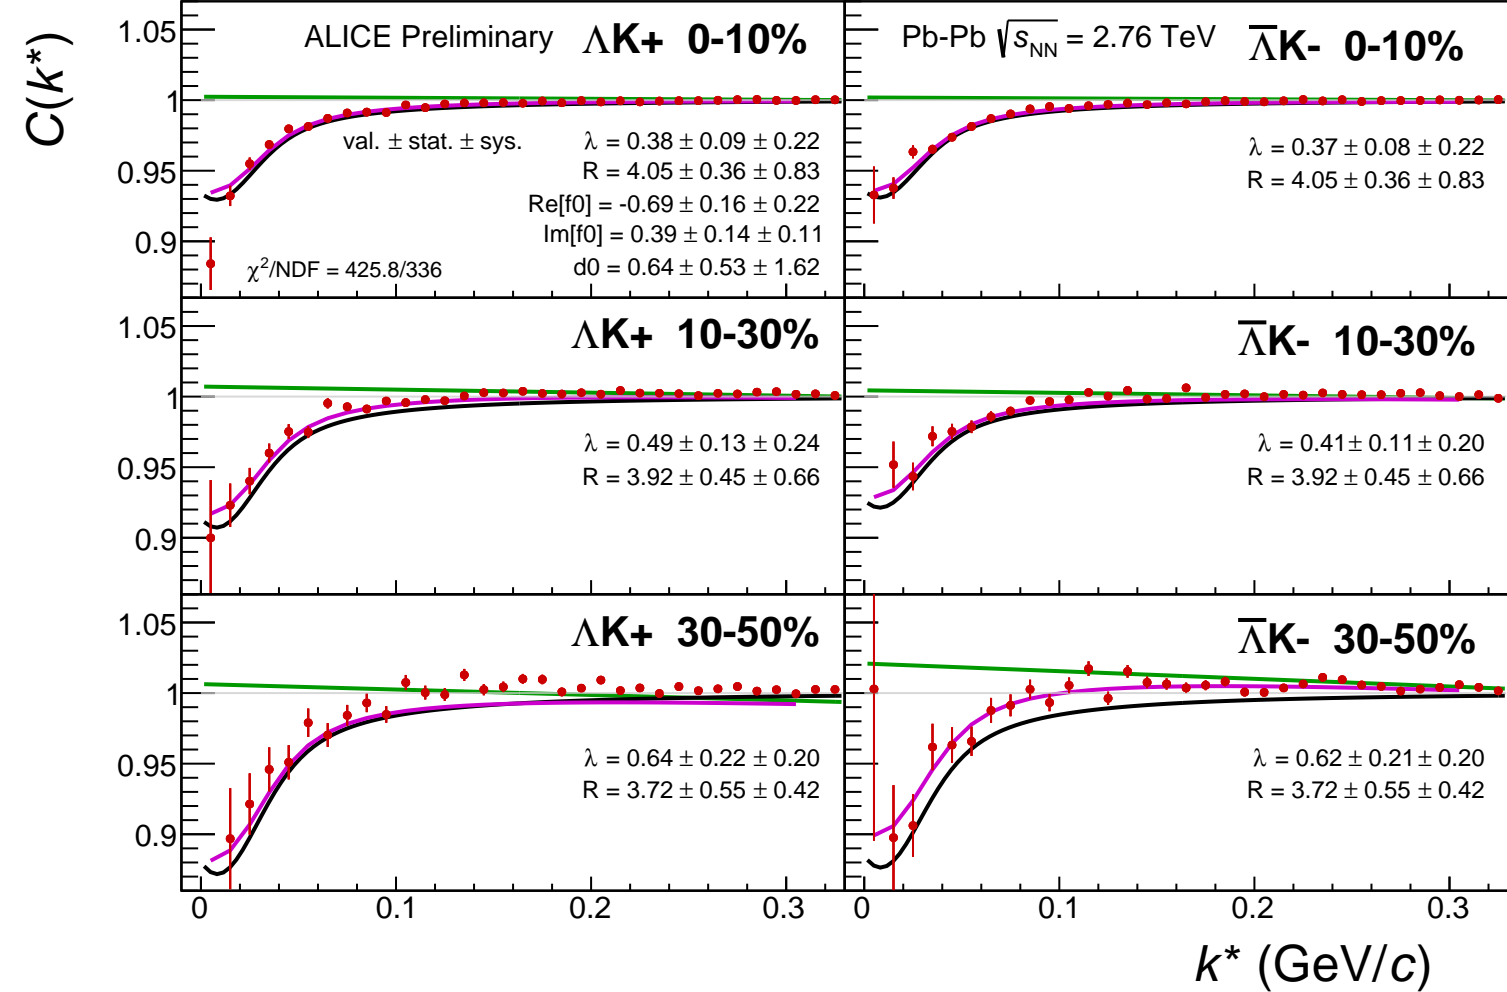 C(k*)
ALICE Preliminary ΛK+ 0-10%
1.05
1
0.95
0.9
val. ± stat. ± sys.
λ = 0.38 ± 0.09 ± 0.22
R = 4.05 ± 0.36 ± 0.83
Re[f0] = -0.69 ± 0.16 ± 0.22
Im[f0] = 0.39 ± 0.14 ± 0.11
d0 = 0.64 ± 0.53 ± 1.62
χ²/NDF = 425.8/336
Pb-Pb √sNN = 2.76 TeV Λ̅K- 0-10%
λ = 0.37 ± 0.08 ± 0.22
R = 4.05 ± 0.36 ± 0.83
ΛK+ 10-30%
1.05
1
0.95
0.9
λ = 0.49 ± 0.13 ± 0.24
R = 3.92 ± 0.45 ± 0.66
Λ̅K- 10-30%
λ = 0.41 ± 0.11 ± 0.20
R = 3.92 ± 0.45 ± 0.66
ΛK+ 30-50%
1.05
1
0.95
0.9
λ = 0.64 ± 0.22 ± 0.20
R = 3.72 ± 0.55 ± 0.42
Λ̅K- 30-50%
λ = 0.62 ± 0.21 ± 0.20
R = 3.72 ± 0.55 ± 0.42
0 0.1 0.2 0.3
0 0.1 0.2 0.3
k* (GeV/c)